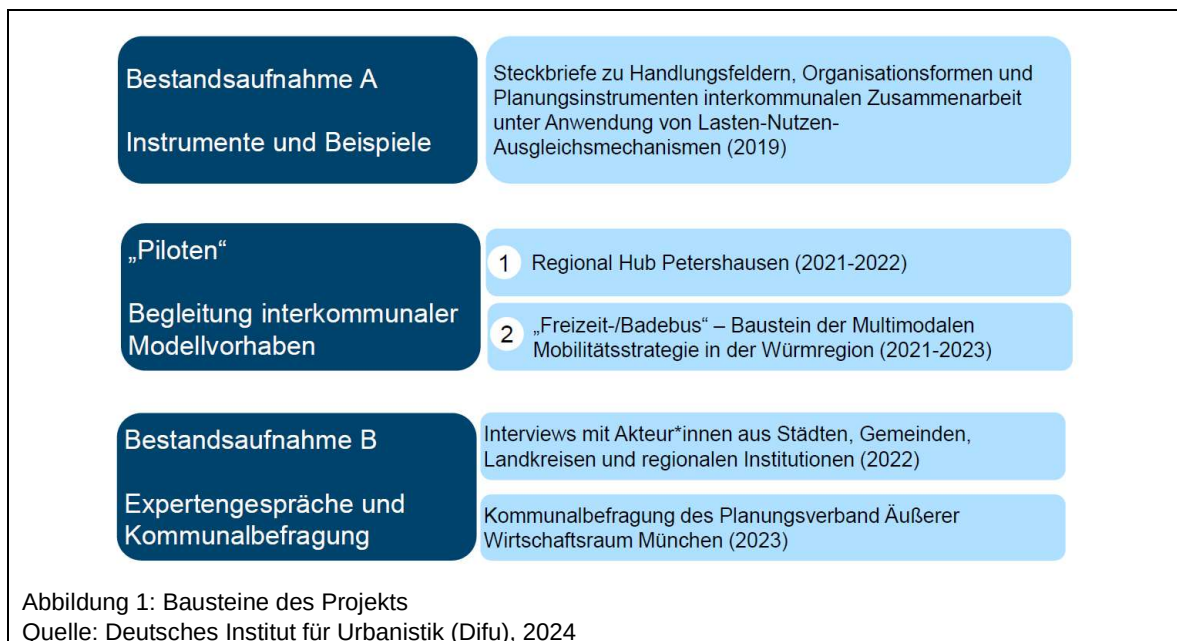 Bestandsaufnahme A
Instrumente und Beispiele
Steckbriefe zu Handlungsfeldern, Organisationsformen und
Planungsinstrumenten interkommunalen Zusammenarbeit
unter Anwendung von Lasten-Nutzen-
Ausgleichsmechanismen (2019)
„Piloten“
Begleitung interkommunaler
Modellvorhaben
1 Regional Hub Petershausen (2021-2022)
2 „Freizeit-/Badebus“ – Baustein der Multimodalen
Mobilitätsstrategie in der Würmregion (2021-2023)
Bestandsaufnahme B
Expertengespräche und
Kommunalbefragung
Interviews mit Akteur*innen aus Städten, Gemeinden,
Landkreisen und regionalen Institutionen (2022)
Kommunalbefragung des Planungsverband Äußerer
Wirtschaftsraum München (2023)
Abbildung 1: Bausteine des Projekts
Quelle: Deutsches Institut für Urbanistik (Difu), 2024